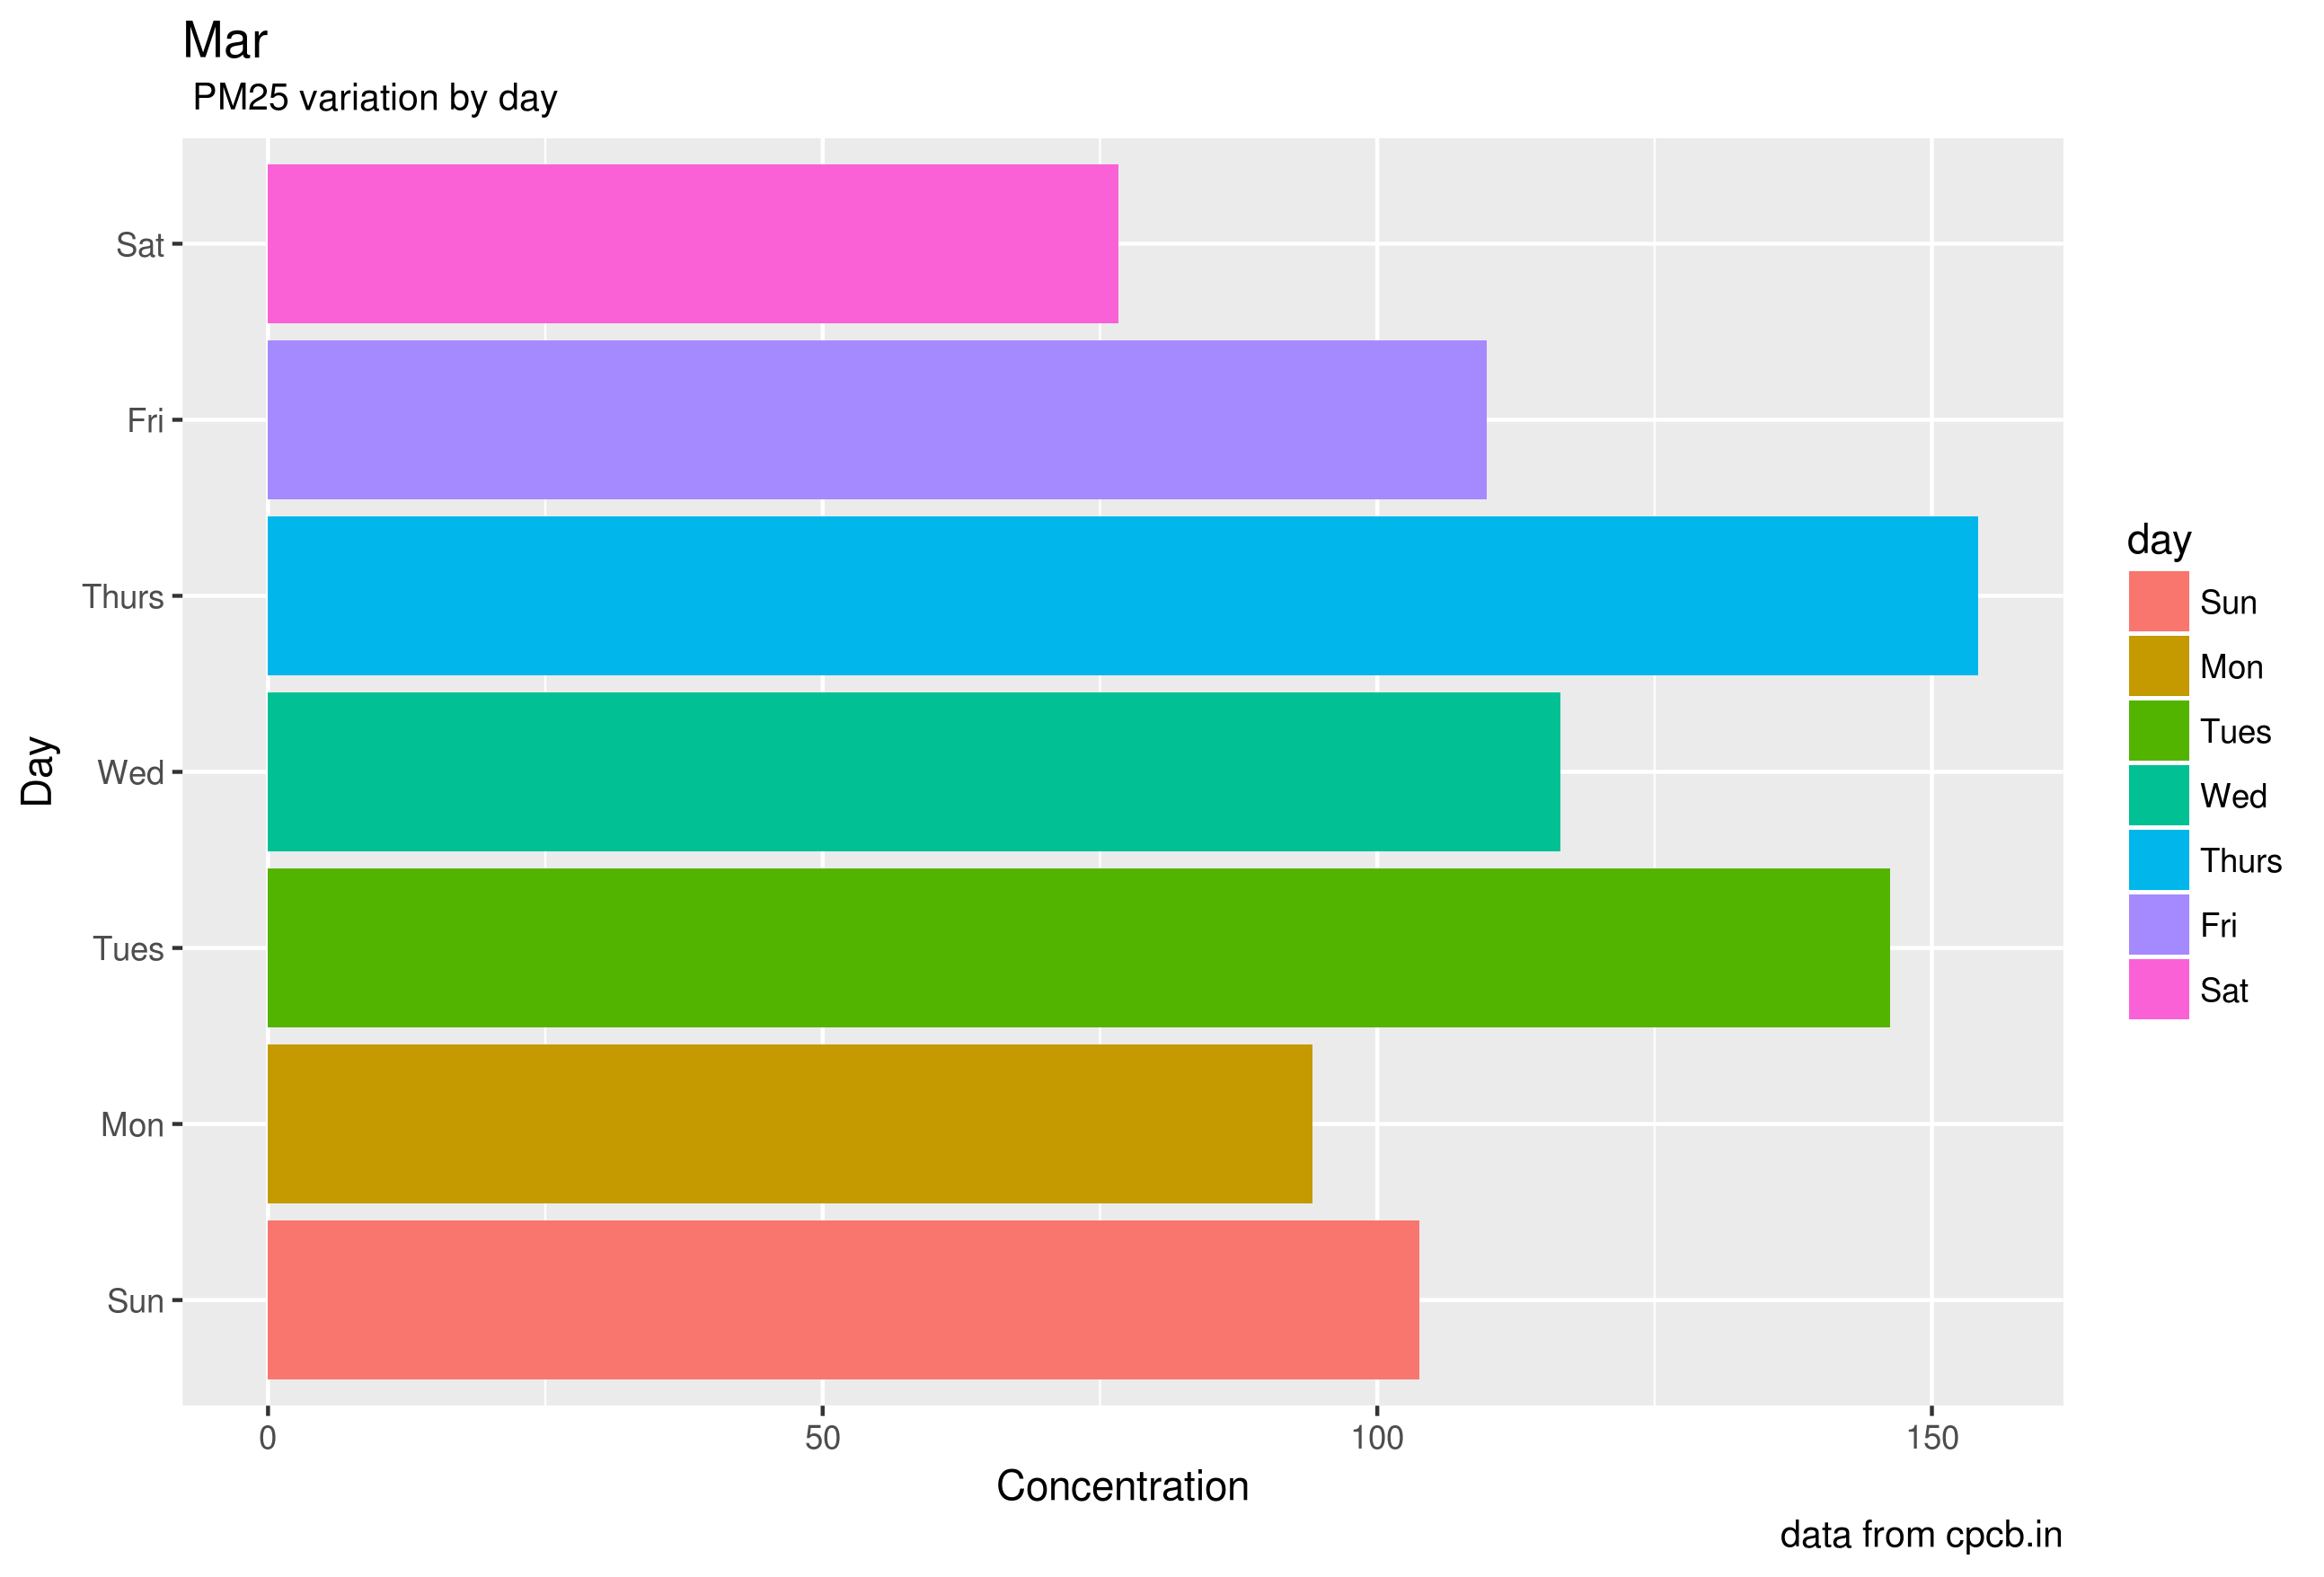 Mar
PM25 variation by day
Day
Sat
Fri
Thurs
Wed
Tues
Mon
Sun
0 50 100 150
Concentration
day
Sun
Mon
Tues
Wed
Thurs
Fri
Sat
data from cpcb.in